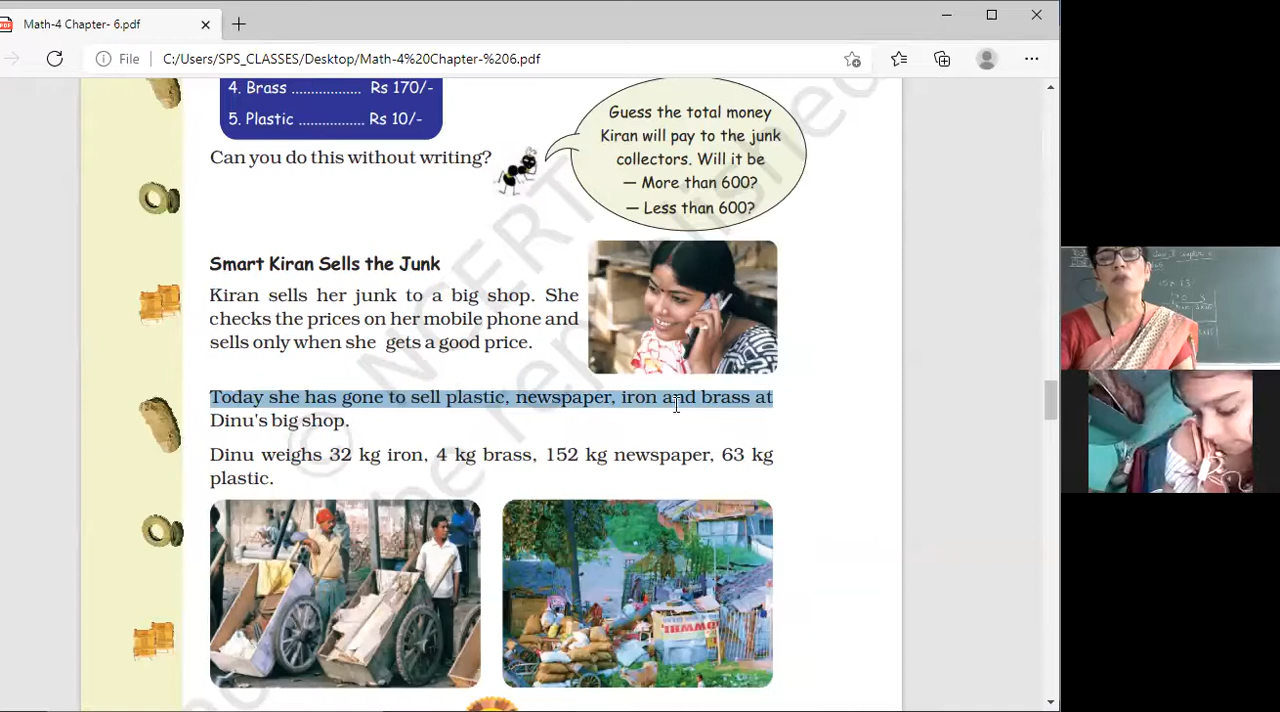 Math-4 Chapter- 6.pdf
File
C:/Users/SPS_CLASSES/Desktop/Math-4%20Chapter-%206.pdf
4. Brass .................. Rs 170/-
5. Plastic ................. Rs 10/-
Can you do this without writing?
Guess the total money
Kiran will pay to the junk
collectors. Will it be
— More than 600?
— Less than 600?
Smart Kiran Sells the Junk
Kiran sells her junk to a big shop. She
checks the prices on her mobile phone and
sells only when she gets a good price.
Today she has gone to sell plastic, newspaper, iron and brass at
Dinu's big shop.
Dinu weighs 32 kg iron, 4 kg brass, 152 kg newspaper, 63 kg
plastic.
© NCERT